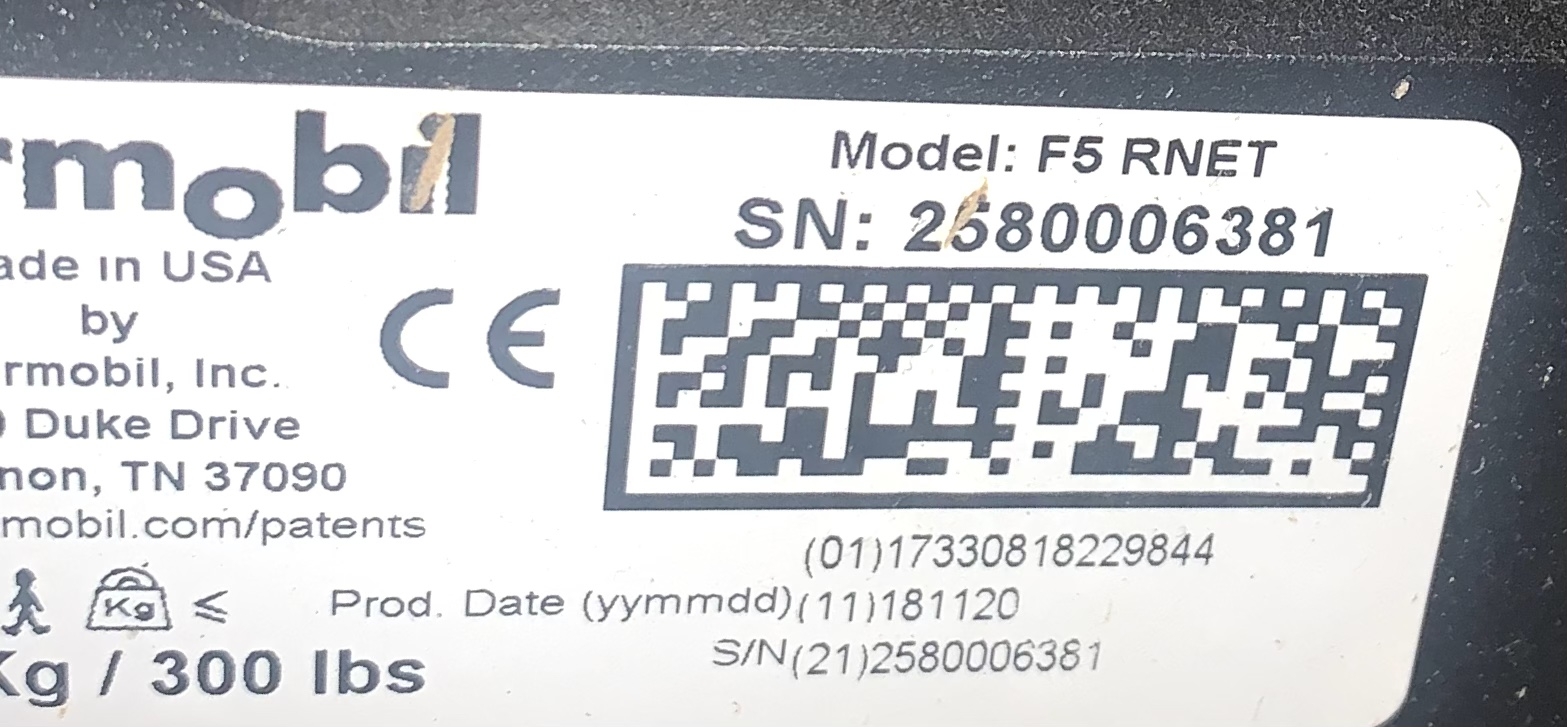 rmobil
ade in USA
by
rmobil, Inc.
Duke Drive
non, TN 37090
mobil.com/patents
CE
Kg ≤
Kg / 300 lbs
Model: F5 RNET
SN: 2580006381
(01)17330818229844
Prod. Date (yymmdd)(11)181120
S/N(21)2580006381